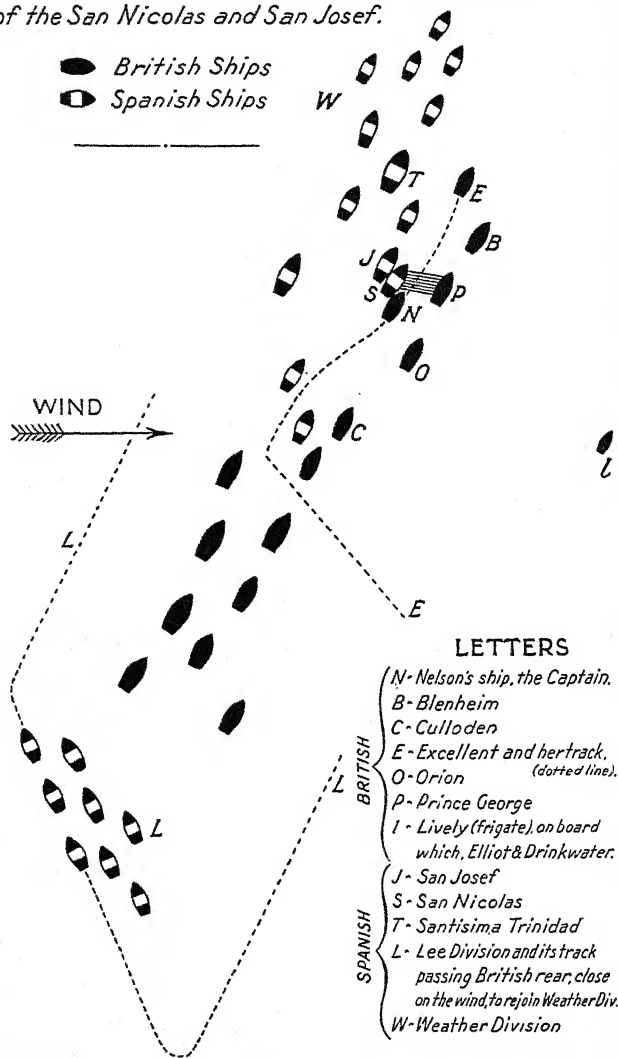 of the San Nicolas and San Josef.
British Ships
Spanish Ships
W
T
E
B
J
S
P
N
O
WIND
C
l
L
E
L
L
LETTERS
BRITISH
N - Nelson's ship, the Captain.
B - Blenheim
C - Culloden
E - Excellent and her track,
O - Orion (dotted line).
P - Prince George
l - Lively (frigate), on board
which, Elliot & Drinkwater.
SPANISH
J - San Josef
S - San Nicolas
T - Santisima Trinidad
L - Lee Division and its track
passing British rear, close
on the wind, to rejoin Weather Div.
W - Weather Division